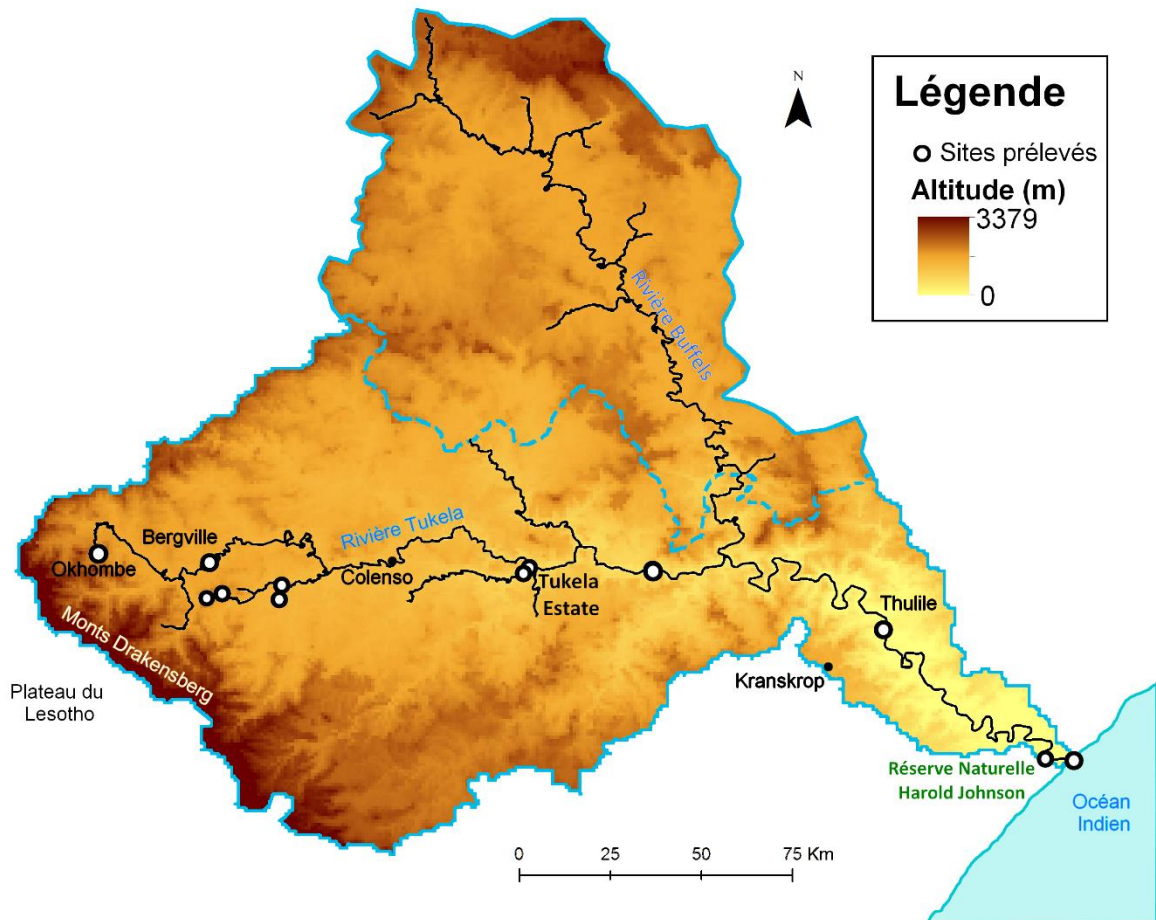 N
Légende
Sites prélevés
Altitude (m)
3379
0
Rivière Buffels
Bergville
Rivière Tukela
Okhombe
Colenso
Tukela
Estate
Monts Drakensberg
Thulile
Plateau du
Lesotho
Kranskrop
Réserve Naturelle
Harold Johnson
Océan
Indien
0 25 50 75 Km